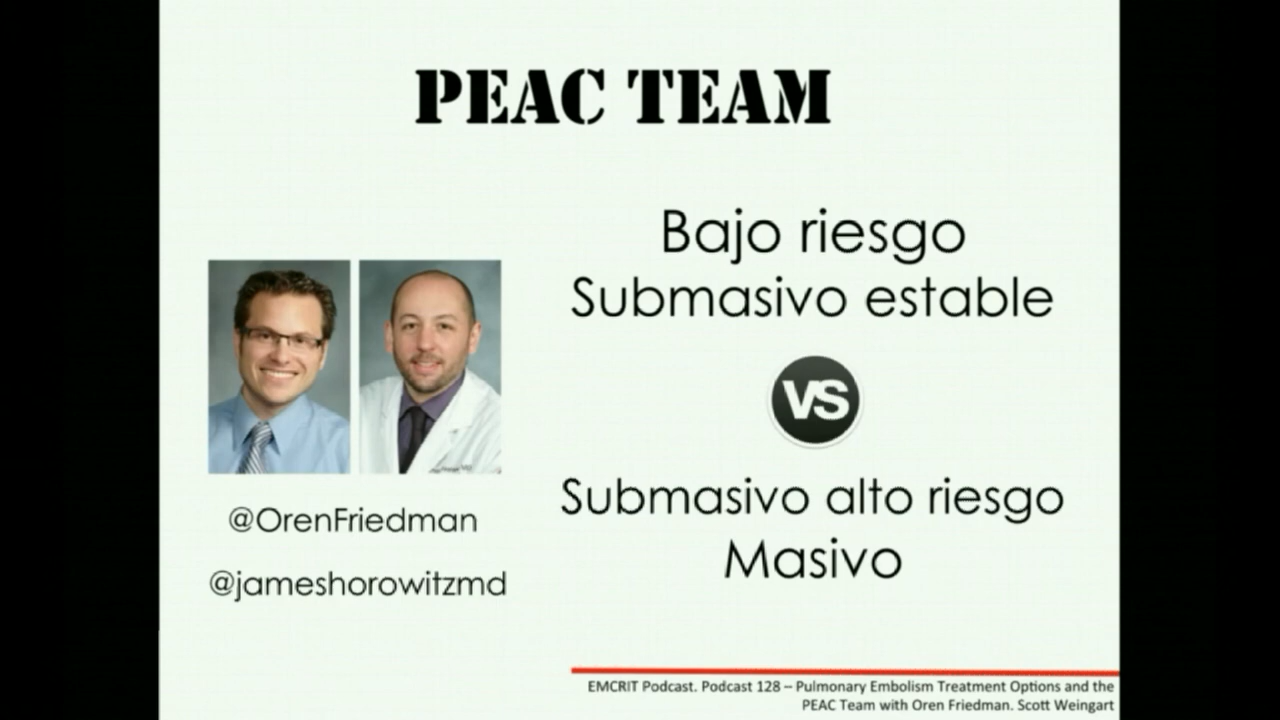 PEAC TEAM
Bajo riesgo
Submasivo estable
VS
Submasivo alto riesgo
Masivo
@OrenFriedman
@jameshorowitzmd
EMCRIT Podcast. Podcast 128 – Pulmonary Embolism Treatment Options and the
PEAC Team with Oren Friedman. Scott Weingart